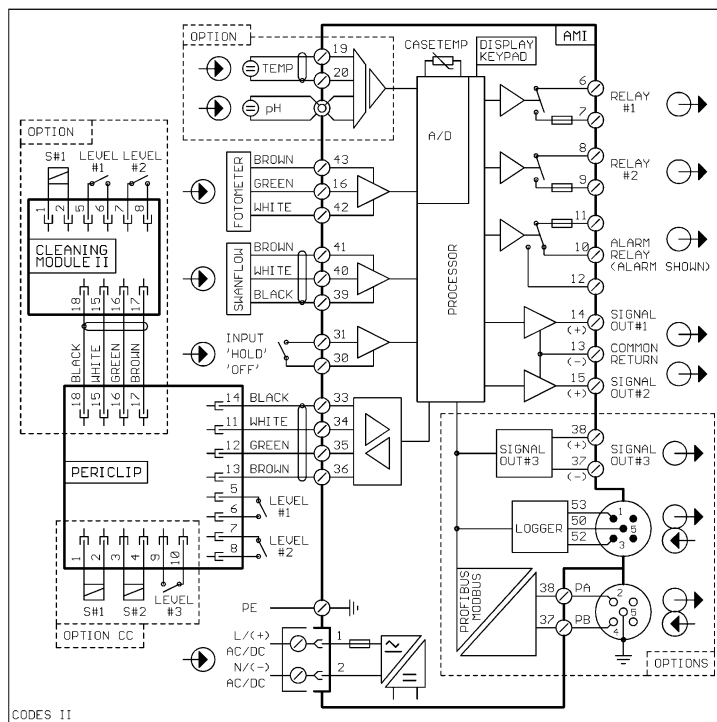 OPTION
19
TEMP
20
pH
CASETEMP
DISPLAY
KEYPAD
AMI
A/D
PROCESSOR
6
7
RELAY
#1
8
9
RELAY
#2
11
10
12
ALARM
RELAY
(ALARM SHOWN)
14
(+)
SIGNAL
OUT#1
13
(-)
COMMON
RETURN
15
(+)
SIGNAL
OUT#2
FOTOMETER
BROWN 43
GREEN 16
WHITE 42
SWANFLOW
BROWN 41
WHITE 40
BLACK 39
INPUT
'HOLD'
'OFF'
31
30
OPTION
S#1
LEVEL
#1
LEVEL
#2
1 2 5 6 7 8
CLEANING
MODULE II
18 15 16 17
BLACK
WHITE
GREEN
BROWN
18 15 16 17
PERICLIP
14 BLACK 33
11 WHITE 34
12 GREEN 35
13 BROWN 36
5
6
LEVEL
#1
7
8
LEVEL
#2
1 2 3 4 9 10
S#1
S#2
LEVEL
#3
OPTION CC
PE
L/(+)
AC/DC
1
N/(-)
AC/DC
2
SIGNAL
OUT#3
38
(+)
37
(-)
SIGNAL
OUT#3
LOGGER
53
50
52
1
5
3
PROFIBUS
MODBUS
38 PA
37 PB
2
5
4
OPTIONS
CODES II